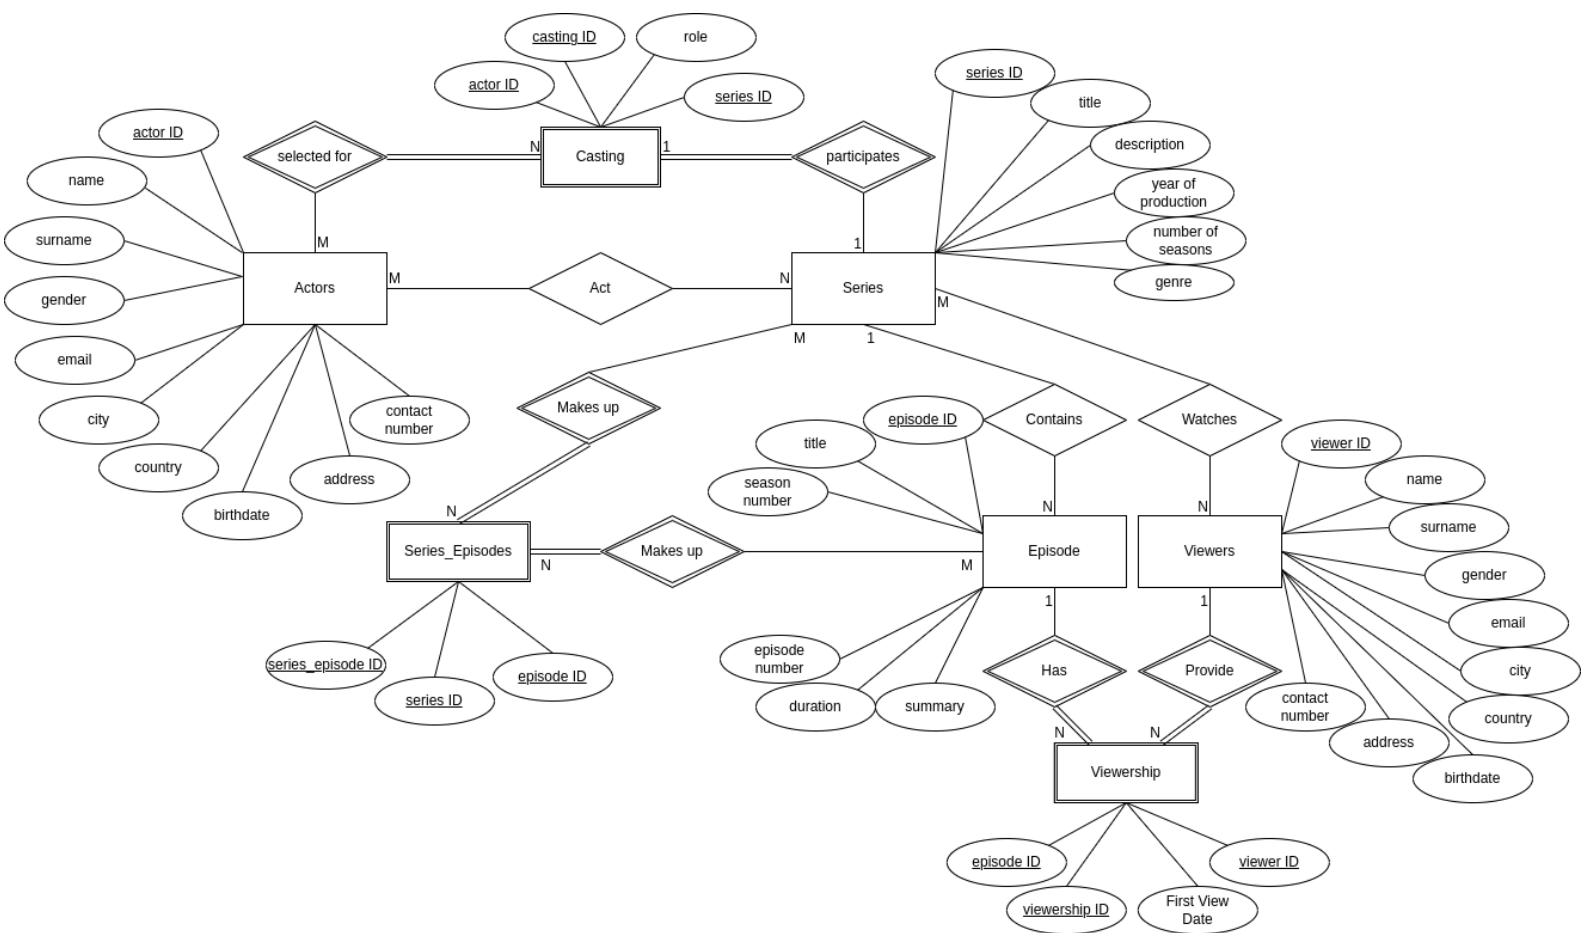 casting ID
role
actor ID
series ID
series ID
title
description
year of
production
number of
seasons
genre
actor ID
name
surname
gender
email
city
country
birthdate
address
contact
number
selected for
N
Casting
1
participates
M
1
Actors
M
Act
N
Series
M
M
1
Makes up
Contains
Watches
episode ID
title
season
number
viewer ID
name
surname
gender
email
city
country
birthdate
address
contact
number
N
N
N
Series_Episodes
N
Makes up
M
Episode
Viewers
1
1
series_episode ID
series ID
episode ID
episode
number
duration
summary
Has
Provide
N
N
Viewership
episode ID
viewership ID
First View
Date
viewer ID